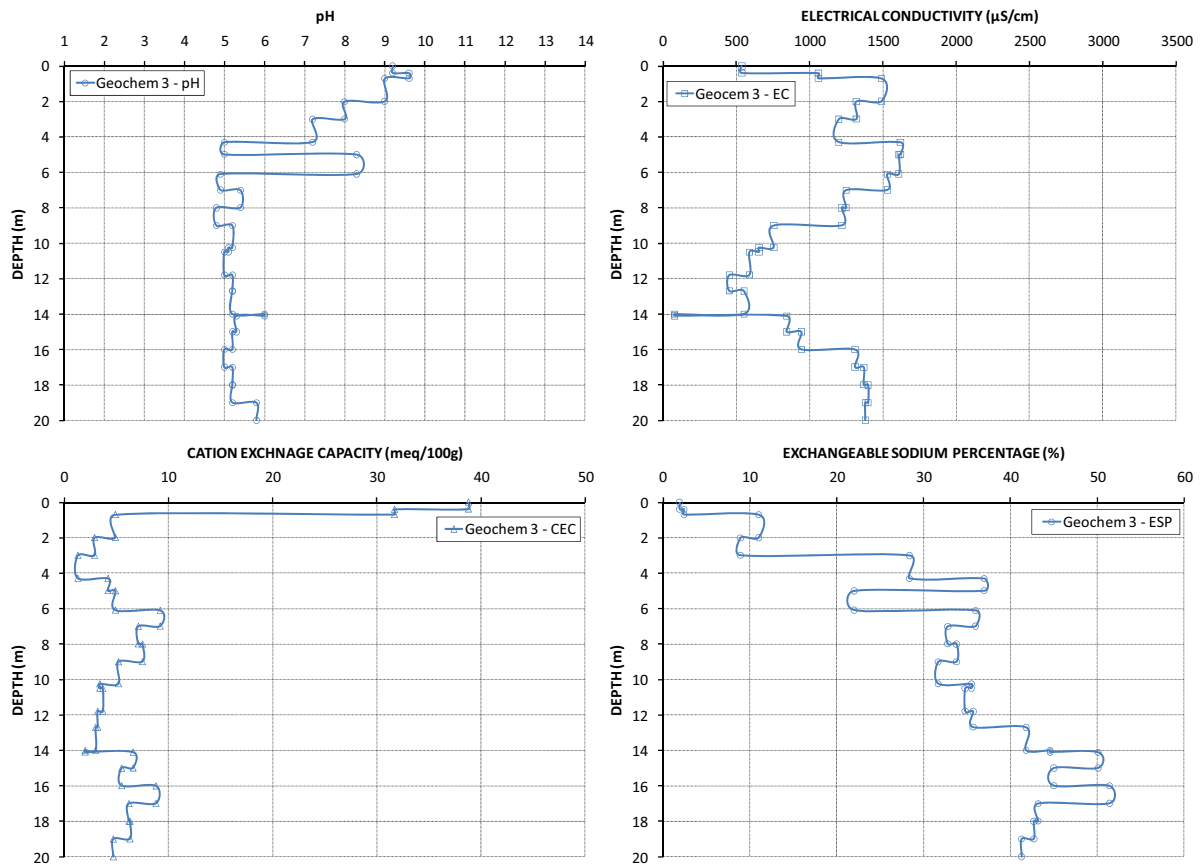 pH
1 2 3 4 5 6 7 8 9 10 11 12 13 14
0
2
4
6
8
10
12
14
16
18
20
DEPTH (m)
Geochem 3 - pH
ELECTRICAL CONDUCTIVITY (µS/cm)
0 500 1000 1500 2000 2500 3000 3500
0
2
4
6
8
10
12
14
16
18
20
DEPTH (m)
Geocem 3 - EC
CATION EXCHNAGE CAPACITY (meq/100g)
0 10 20 30 40 50
0
2
4
6
8
10
12
14
16
18
20
DEPTH (m)
Geochem 3 - CEC
EXCHANGEABLE SODIUM PERCENTAGE (%)
0 10 20 30 40 50 60
0
2
4
6
8
10
12
14
16
18
20
DEPTH (m)
Geochem 3 - ESP